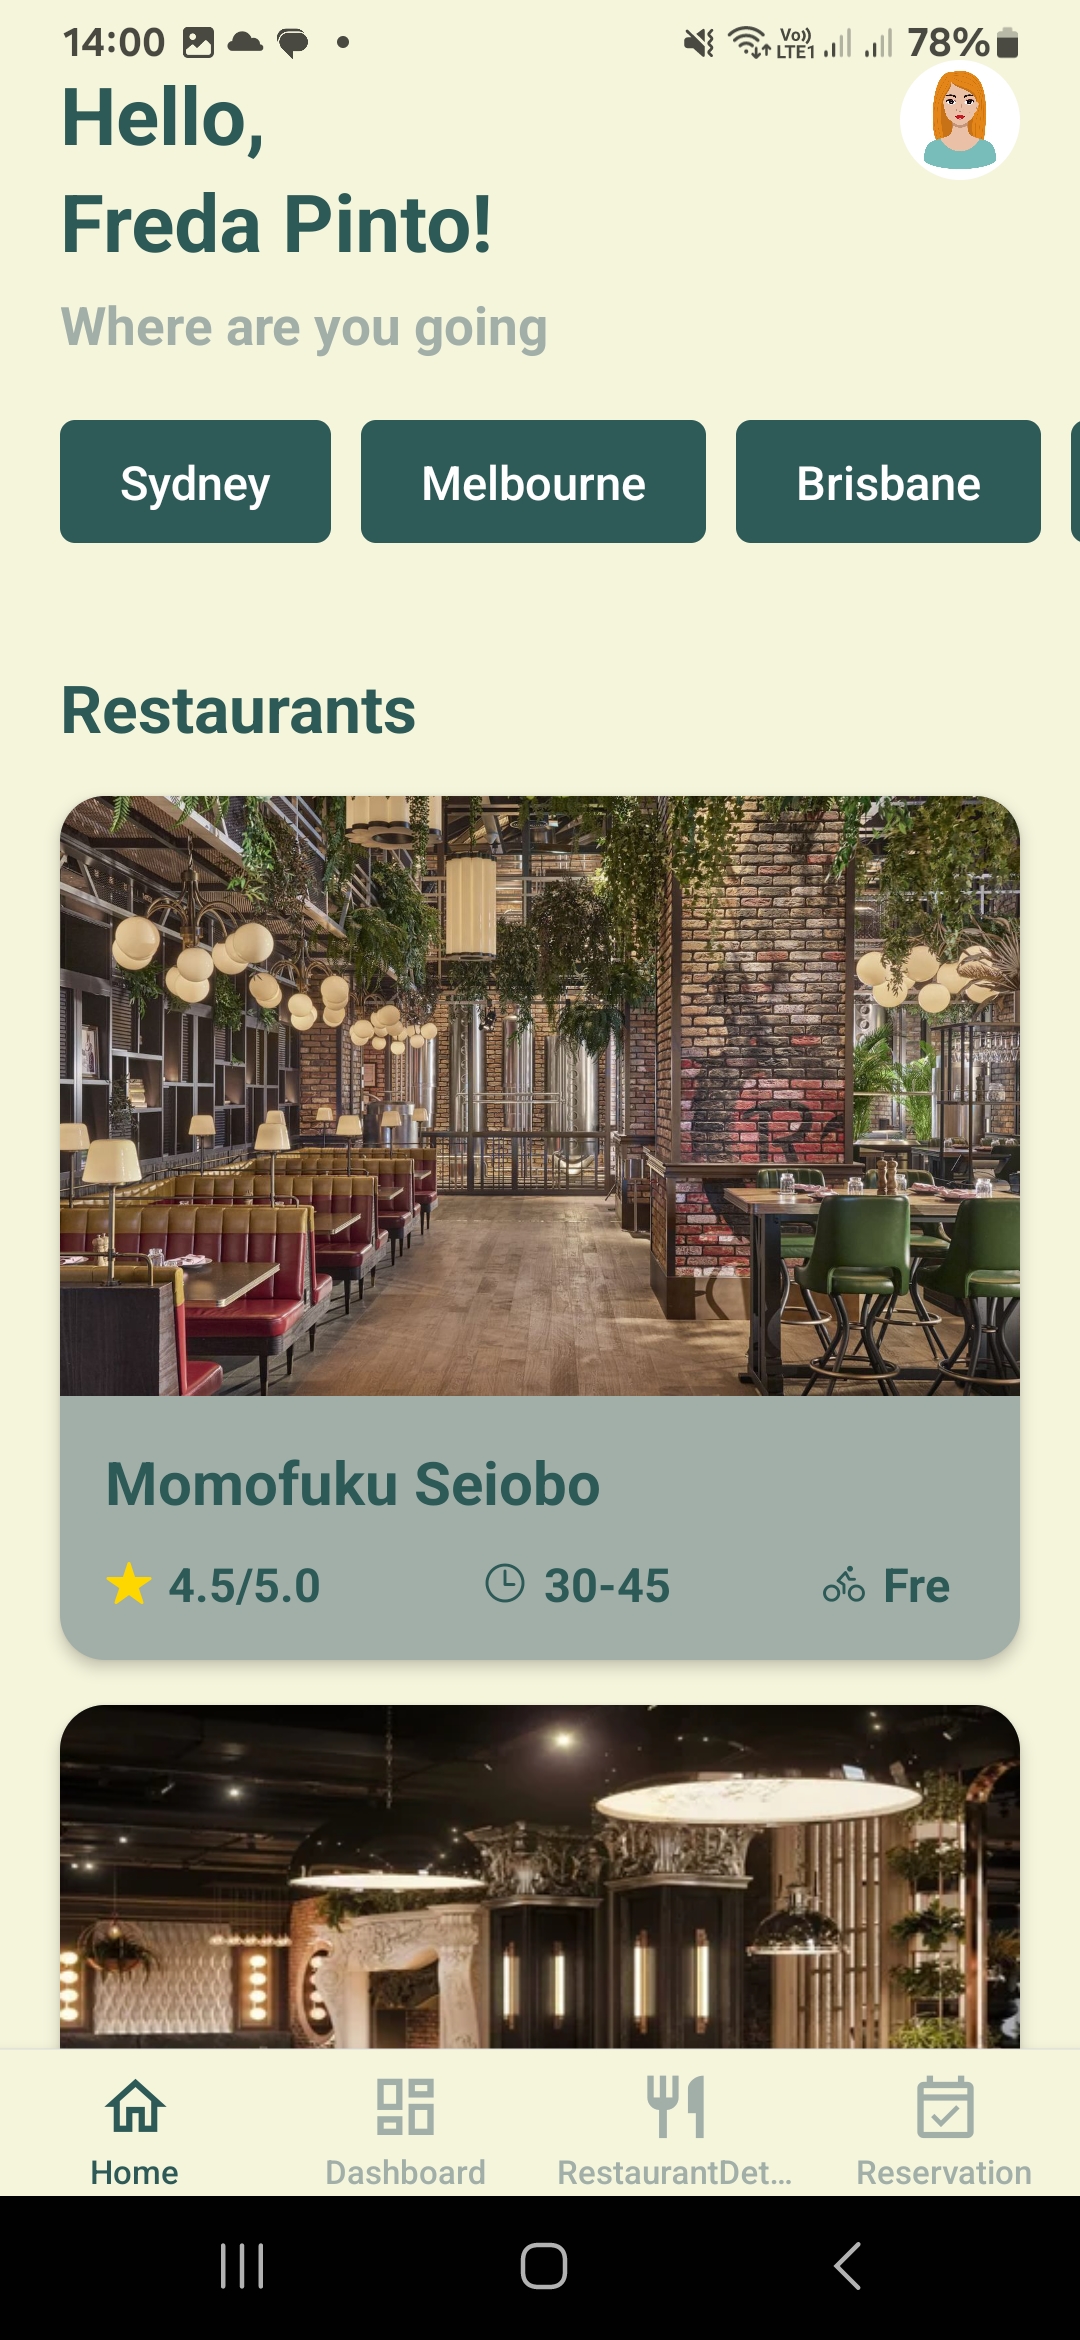 14:00 Vo)) LTE1 78%
Hello,
Freda Pinto!
Where are you going
Sydney Melbourne Brisbane
Restaurants
R
Momofuku Seiobo
4.5/5.0 30-45 Fre
Home Dashboard RestaurantDet... Reservation